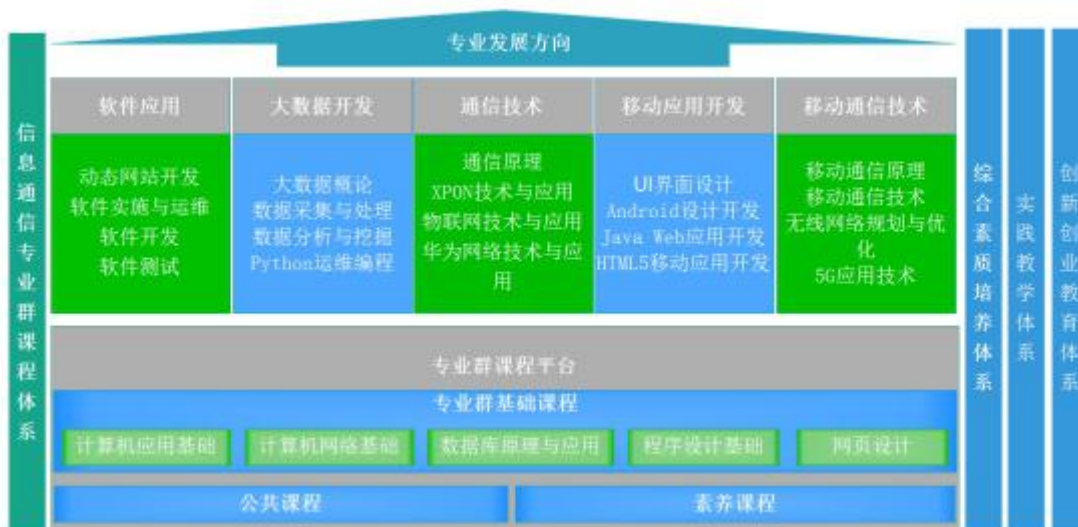 专业发展方向
信息通信专业群课程体系
软件应用
大数据开发
通信技术
移动应用开发
移动通信技术
动态网站开发
软件实施与运维
软件开发
软件测试
大数据概论
数据采集与处理
数据分析与挖掘
Python运维编程
通信原理
XPON技术与应用
物联网技术与应用
华为网络技术与应
用
UI界面设计
Android设计开发
Java Web应用开发
HTML5移动应用开发
移动通信原理
移动通信技术
无线网络规划与优
化
5G应用技术
专业群课程平台
专业群基础课程
计算机应用基础
计算机网络基础
数据库原理与应用
程序设计基础
网页设计
公共课程
素养课程
综合素质培养体系
实践教学体系
创新创业教育体系